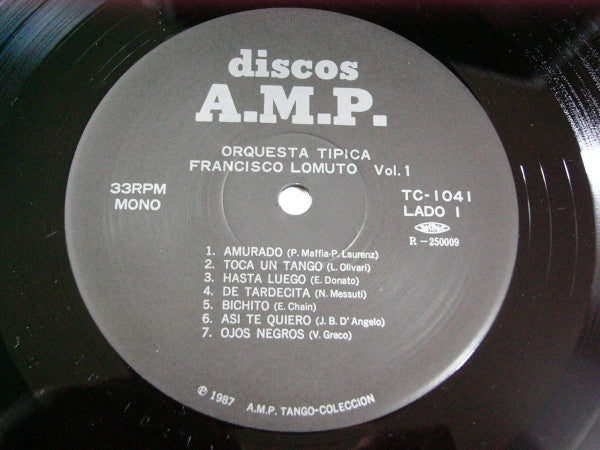 discos
A.M.P.
ORQUESTA TIPICA
FRANCISCO LOMUTO Vol. 1
33RPM
MONO
TC-1041
LADO 1
R-250009
1. AMURADO (P. Maffia-P. Laurenz)
2. TOCA UN TANGO (L. Olivari)
3. HASTA LUEGO (E. Donato)
4. DE TARDECITA (N. Messuti)
5. BICHITO (E. Chain)
6. ASI TE QUIERO (J. B. D'Angelo)
7. OJOS NEGROS (V. Greco)
℗ 1987 A.M.P. TANGO-COLECCION